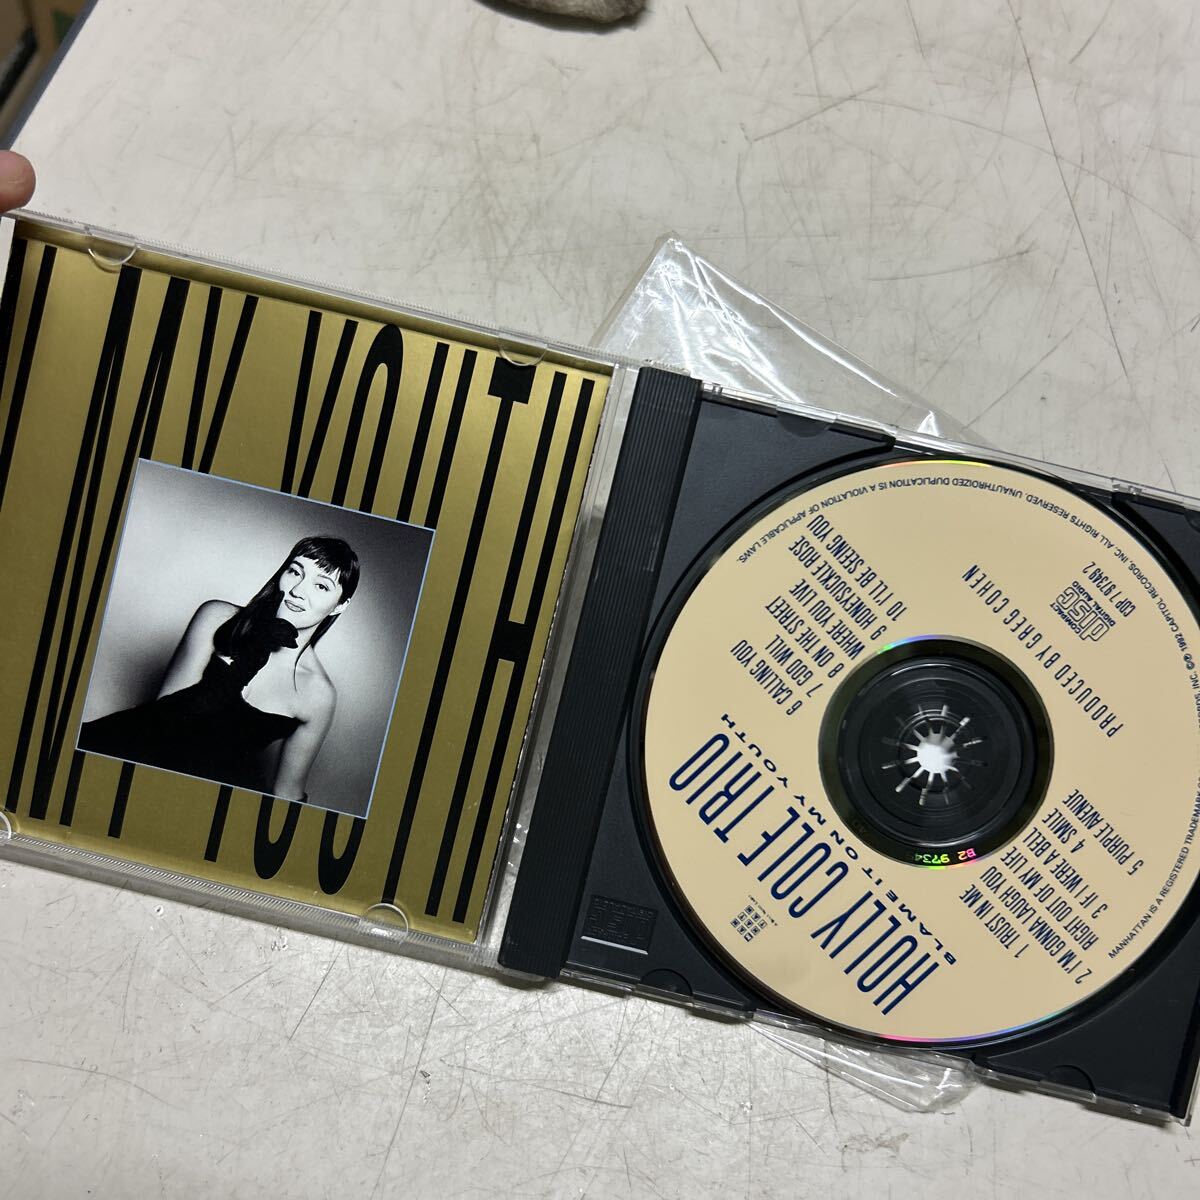 MY YOUTH
HOLLY COLE TRIO
BLAME IT ON MY YOUTH
1 TRUST IN ME
2 I'M GONNA LAUGH YOU
RIGHT OUT OF MY LIFE
3 IF I WERE A BELL
4 SMILE
5 PURPLE AVENUE
6 CALLING YOU
7 GOD WILL
8 ON THE STREET
WHERE YOU LIVE
9 HONEYSUCKLE ROSE
10 I'LL BE SEEING YOU
PRODUCED BY GREG COHEN
COMPACT
disc
DIGITAL AUDIO
CDP 7 97349 2
MANHATTAN IS A REGISTERED TRADEMARK OF
INC. ©℗ 1992 CAPITOL RECORDS, INC. ALL RIGHTS RESERVED. UNAUTHORIZED DUPLICATION IS A VIOLATION OF APPLICABLE LAWS.